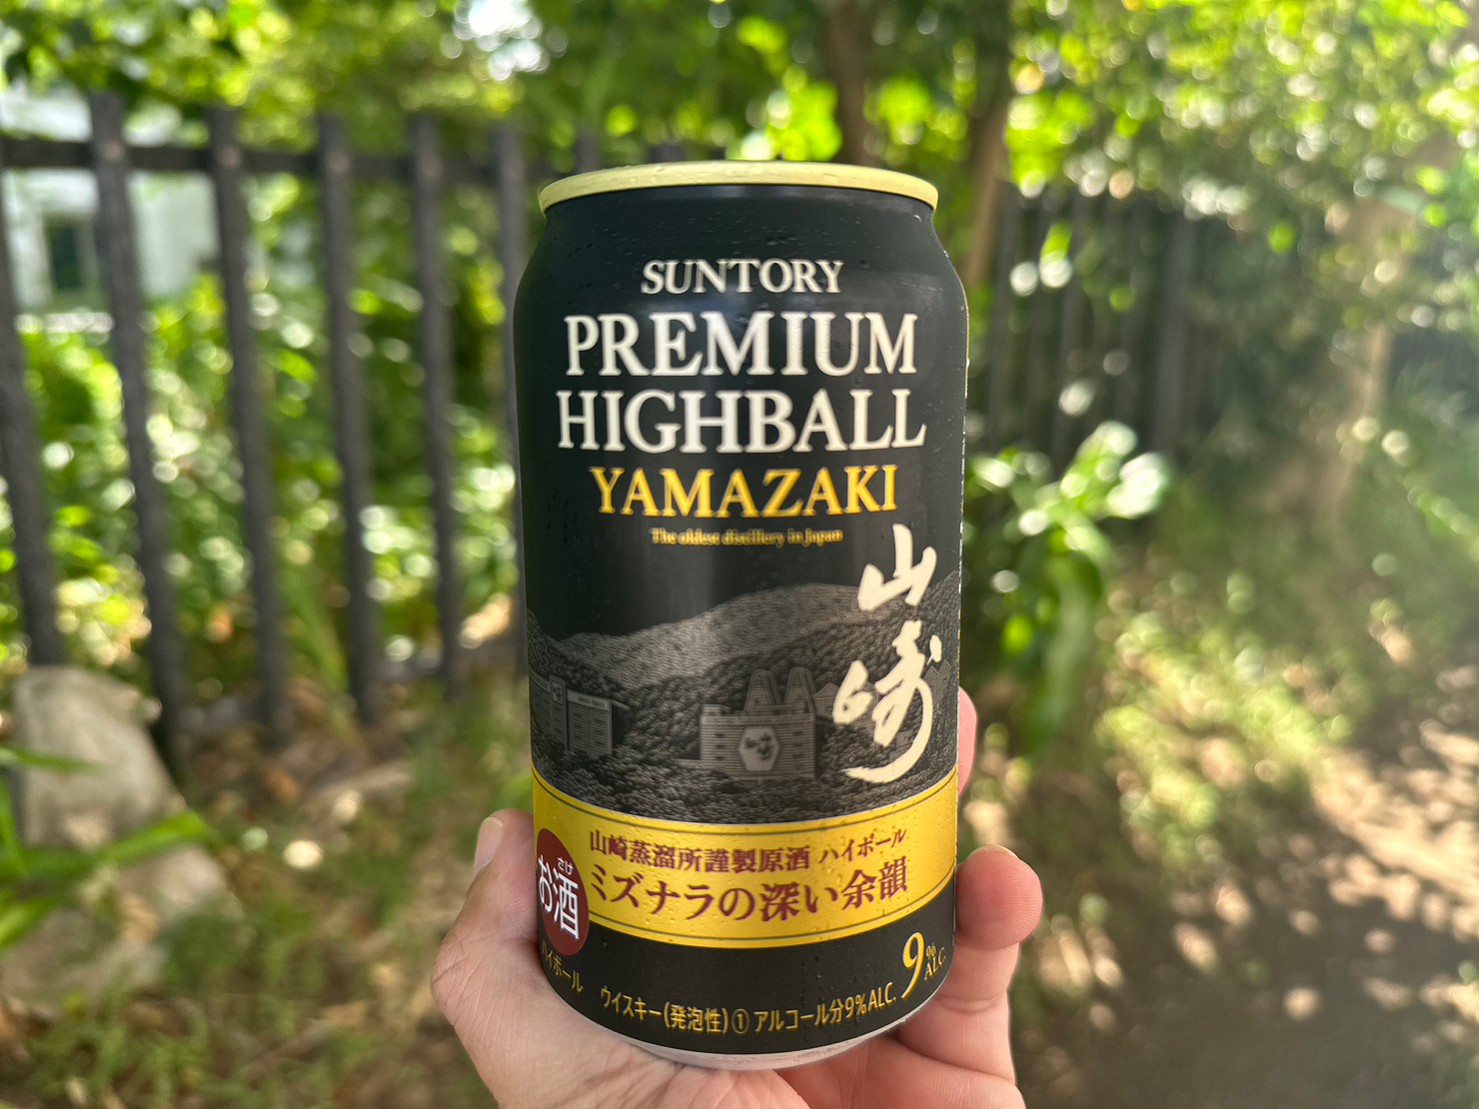 SUNTORY
PREMIUM
HIGHBALL
YAMAZAKI
The oldest distillery in Japan
山崎
山崎蒸溜所謹製原酒 ハイボール
ミズナラの深い余韻
さけ
お酒
ハイボール
ウイスキー(発泡性)① アルコール分9%ALC.
9% ALC.